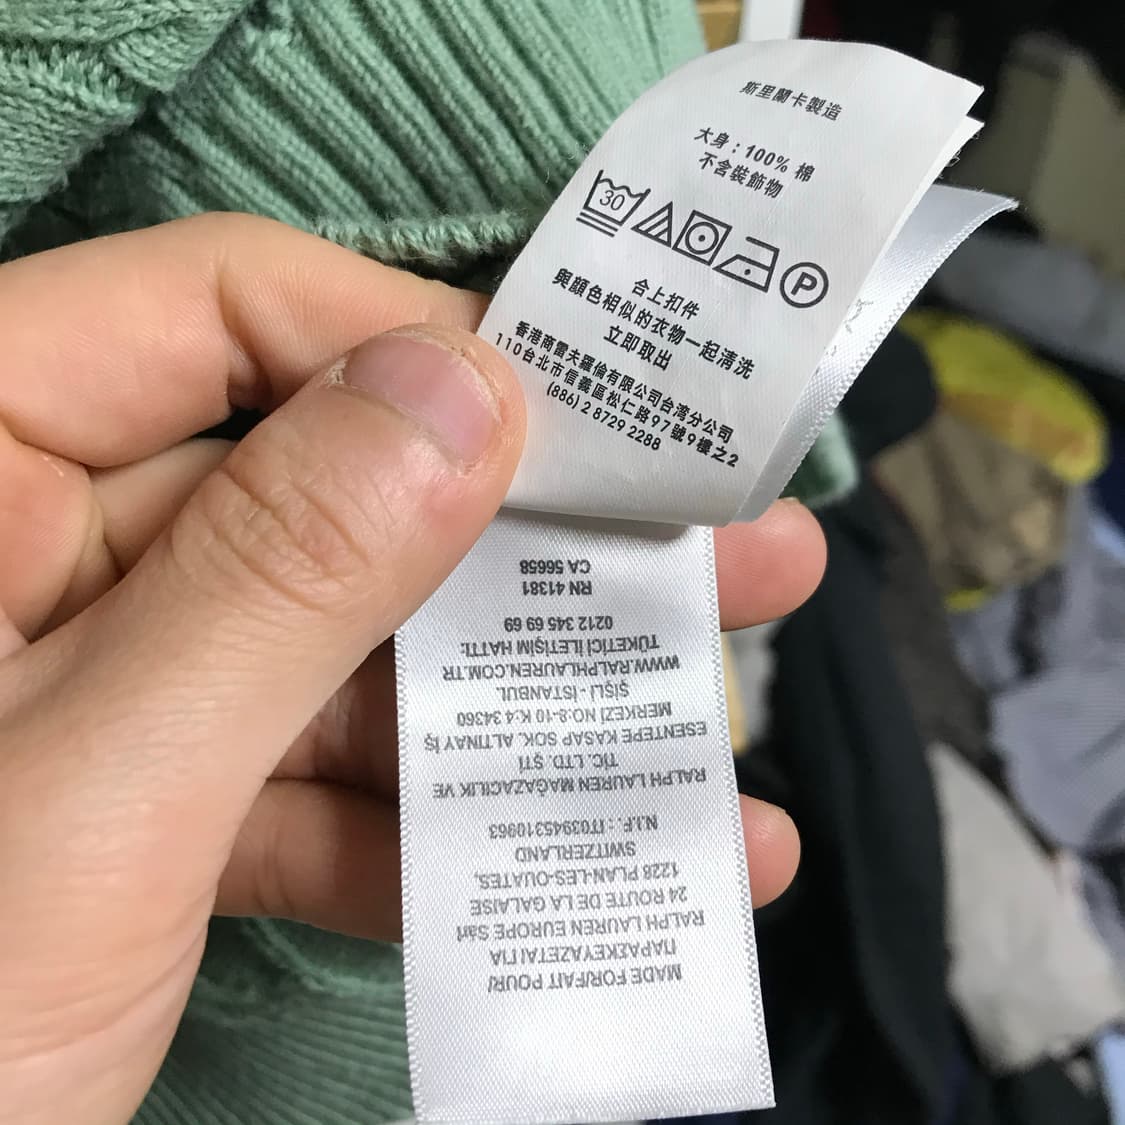 斯里蘭卡製造
大身：100% 棉
不含裝飾物
30
P
合上扣件
與顔色相似的衣物一起清洗
立即取出
香港商雷夫羅倫有限公司台湾分公司
110台北市信義區松仁路97號9樓之2
(886) 2 8729 2288
MADE FOR/FAIT POUR/
ΠΑΡΑΣΚΕΥΑΖΕΤΑΙ ΓΙΑ
RALPH LAUREN EUROPE Sàrl
24 ROUTE DE LA GALAISE
1228 PLAN-LES-OUATES,
SWITZERLAND
N.I.F. : IT03945310963
RALPH LAUREN MAĞAZACILIK VE
TİC. LTD. ŞTİ
ESENTEPE KASAP SOK. ALTINAY İŞ
MERKEZİ NO:8-10 K:4 34360
ŞİŞLİ - İSTANBUL
WWW.RALPHLAUREN.COM.TR
TÜKETİCİ İLETİŞİM HATTI:
0212 345 69 69
RN 41381
CA 56658